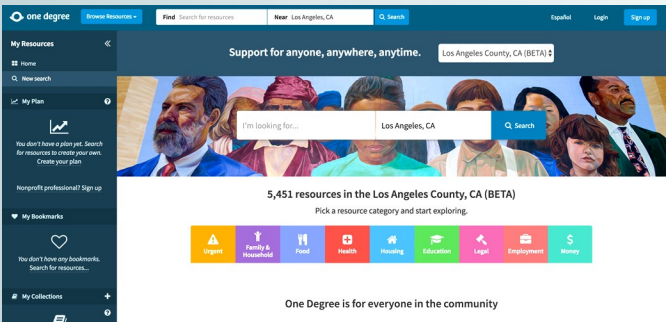 one degree
Browse Resources
Find Search for resources
Near Los Angeles, CA
Search
Español
Login
Sign up
My Resources
Home
New search
My Plan
You don't have a plan yet. Search
for resources to create your own.
Create your plan
Nonprofit professional? Sign up
My Bookmarks
You don't have any bookmarks.
Search for resources...
My Collections
Support for anyone, anywhere, anytime.
Los Angeles County, CA (BETA)
I'm looking for...
Los Angeles, CA
Search
5,451 resources in the Los Angeles County, CA (BETA)
Pick a resource category and start exploring.
Urgent
Family &
Household
Food
Health
Housing
Education
Legal
Employment
Money
One Degree is for everyone in the community